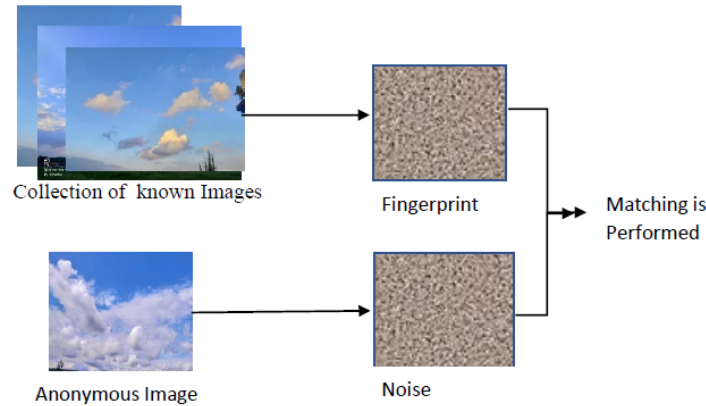 Collection of known Images
Fingerprint
Matching is
Performed
Anonymous Image
Noise